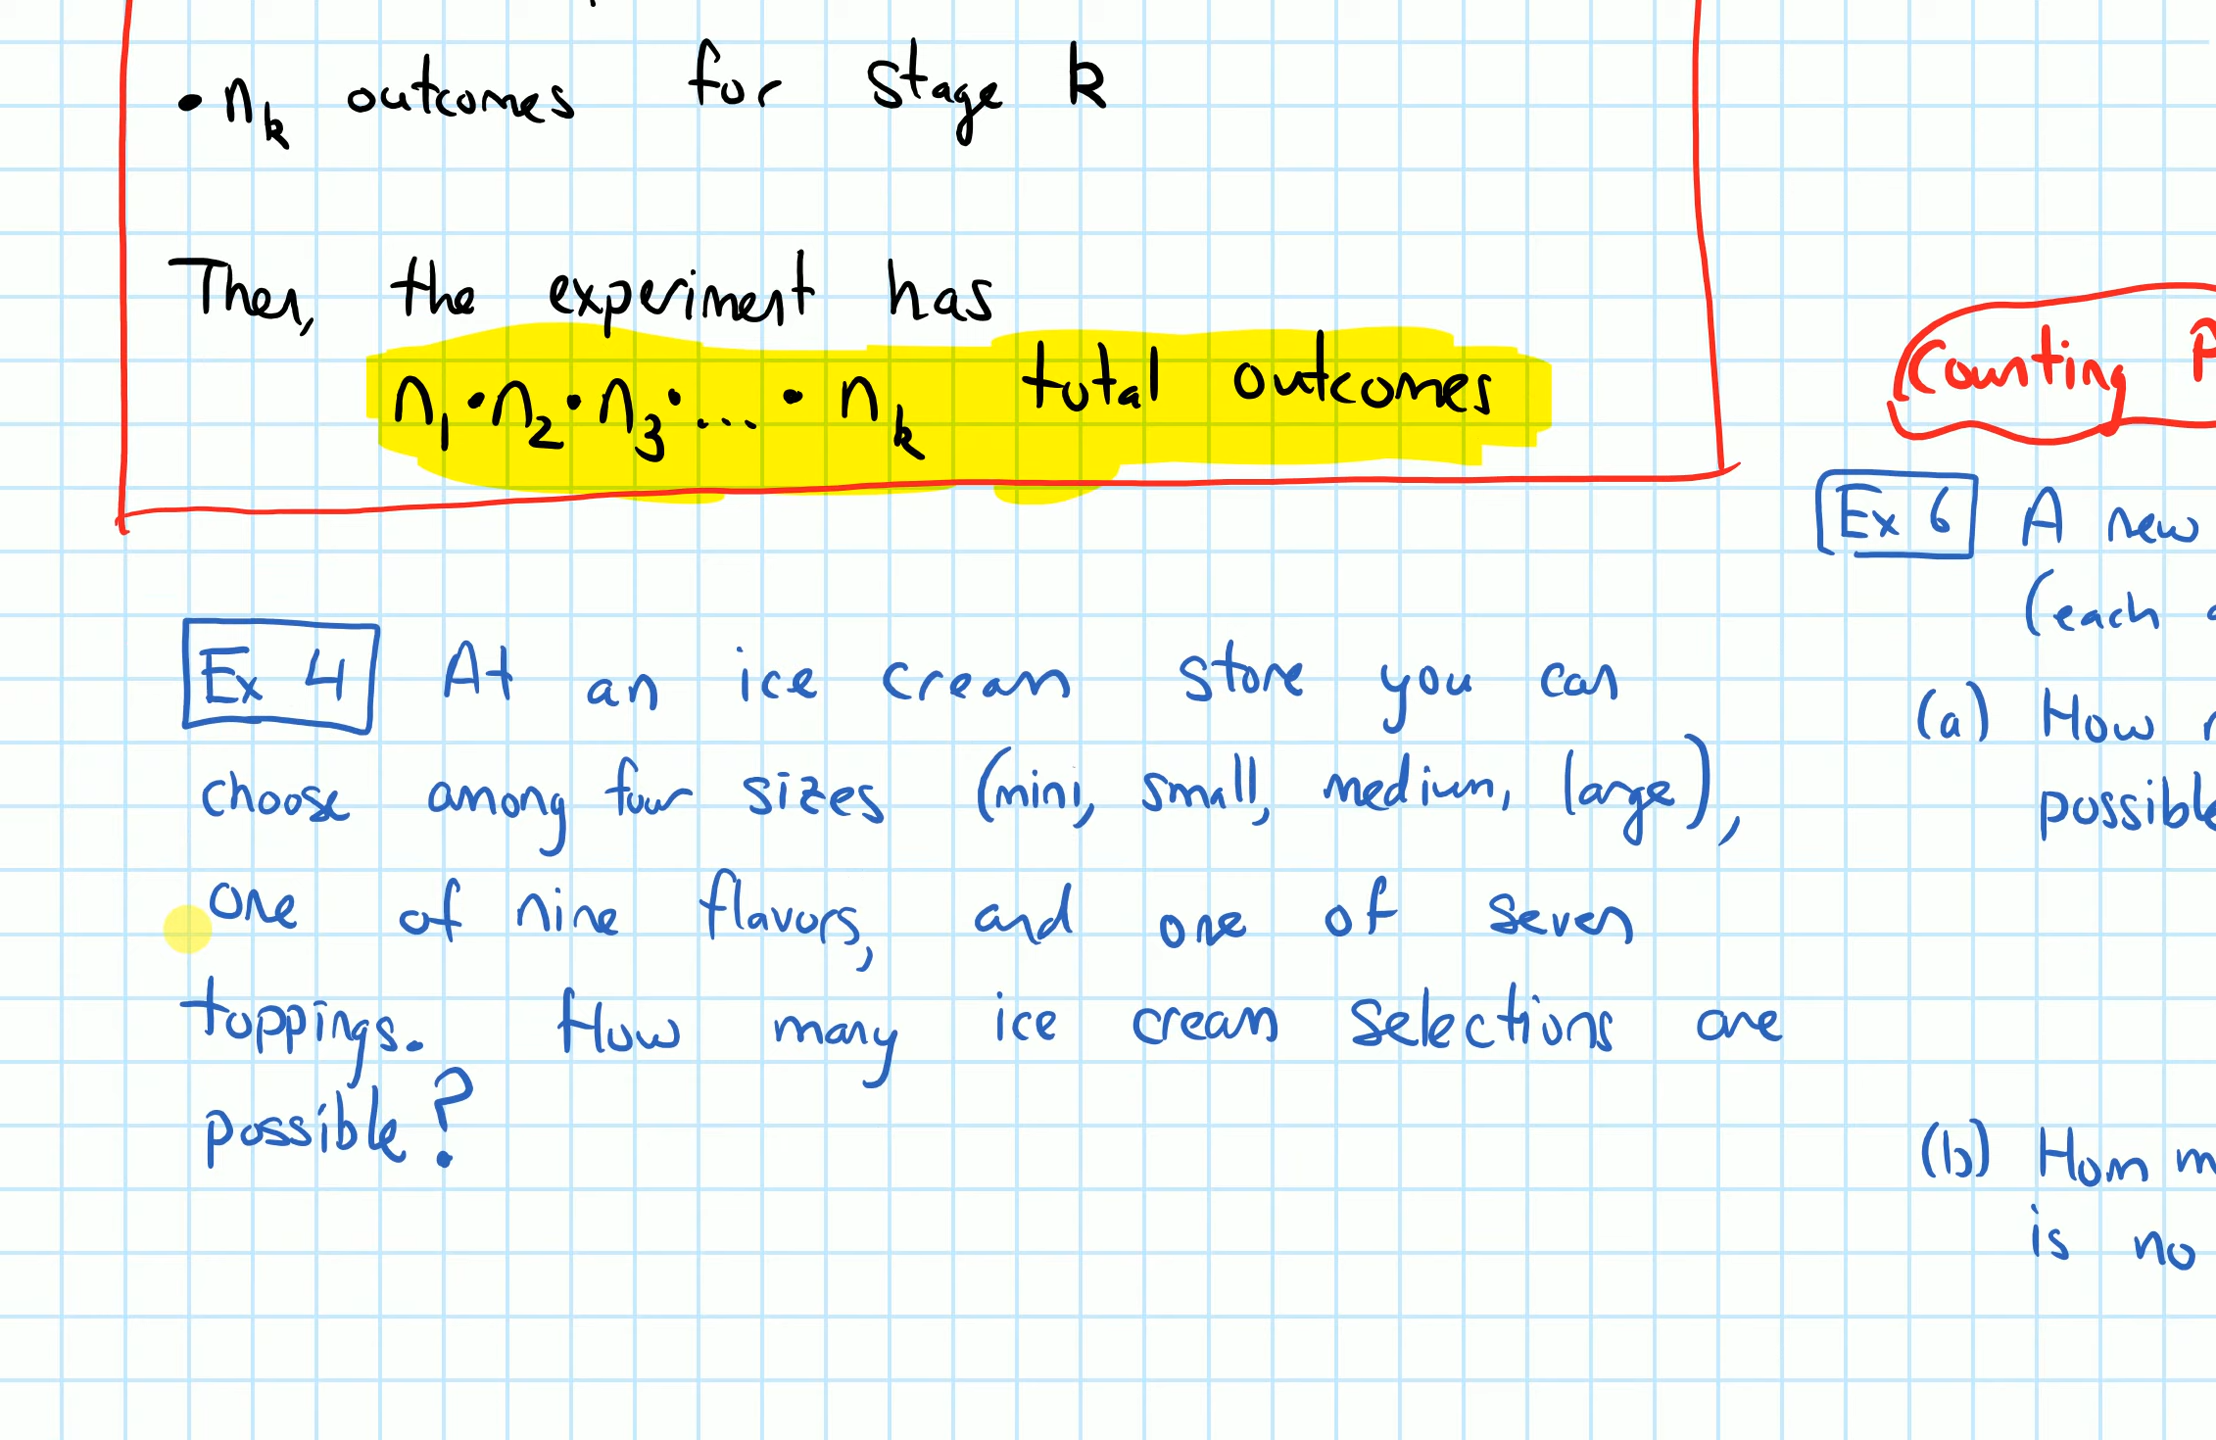 • n_k outcomes for stage k
Then, the experiment has
n₁·n₂·n₃·...·n_k total outcomes
Ex 4 At an ice cream store you can
choose among four sizes (mini, small, medium, large),
one of nine flavors, and one of seven
toppings. How many ice cream selections are
possible?
Counting
Ex 6 A new
(each
(a) How
possible
(b) How
is no